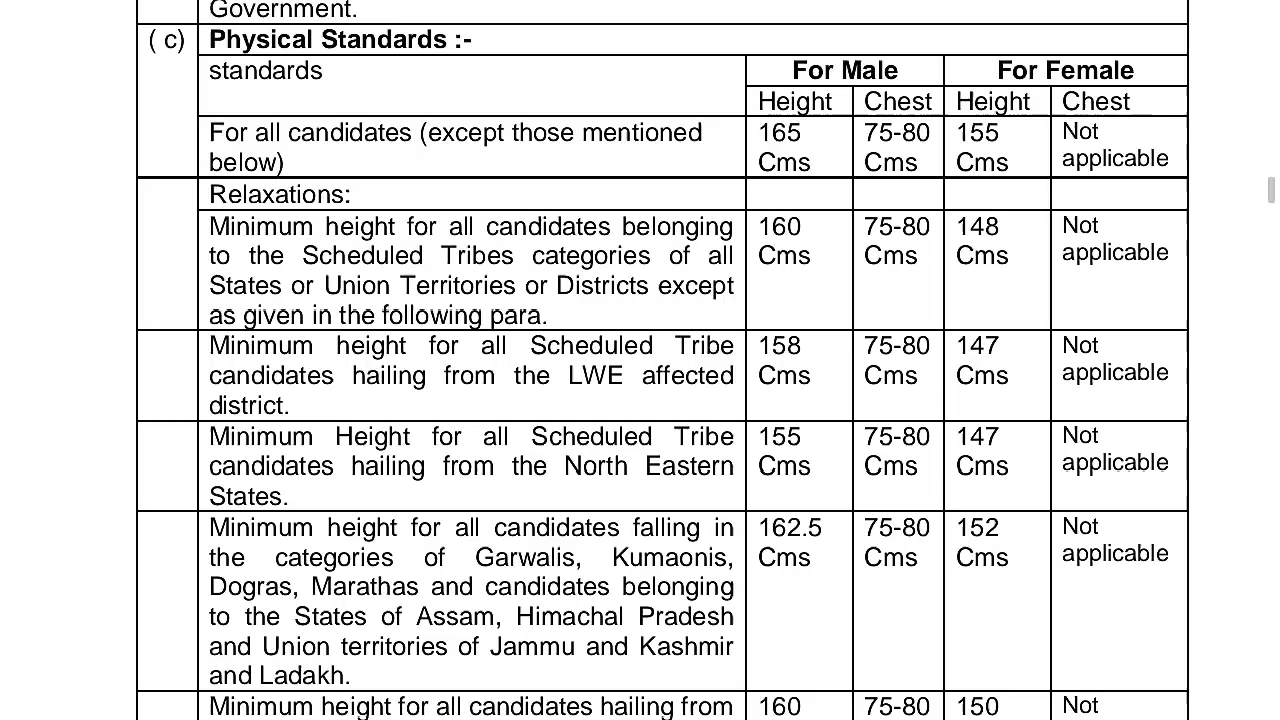 Government.
( c) Physical Standards :-
standards For Male For Female
Height Chest Height Chest
For all candidates (except those mentioned 165 75-80 155 Not
below) Cms Cms Cms applicable
Relaxations:
Minimum height for all candidates belonging 160 75-80 148 Not
to the Scheduled Tribes categories of all Cms Cms Cms applicable
States or Union Territories or Districts except
as given in the following para.
Minimum height for all Scheduled Tribe 158 75-80 147 Not
candidates hailing from the LWE affected Cms Cms Cms applicable
district.
Minimum Height for all Scheduled Tribe 155 75-80 147 Not
candidates hailing from the North Eastern Cms Cms Cms applicable
States.
Minimum height for all candidates falling in 162.5 75-80 152 Not
the categories of Garwalis, Kumaonis, Cms Cms Cms applicable
Dogras, Marathas and candidates belonging
to the States of Assam, Himachal Pradesh
and Union territories of Jammu and Kashmir
and Ladakh.
Minimum height for all candidates hailing from 160 75-80 150 Not